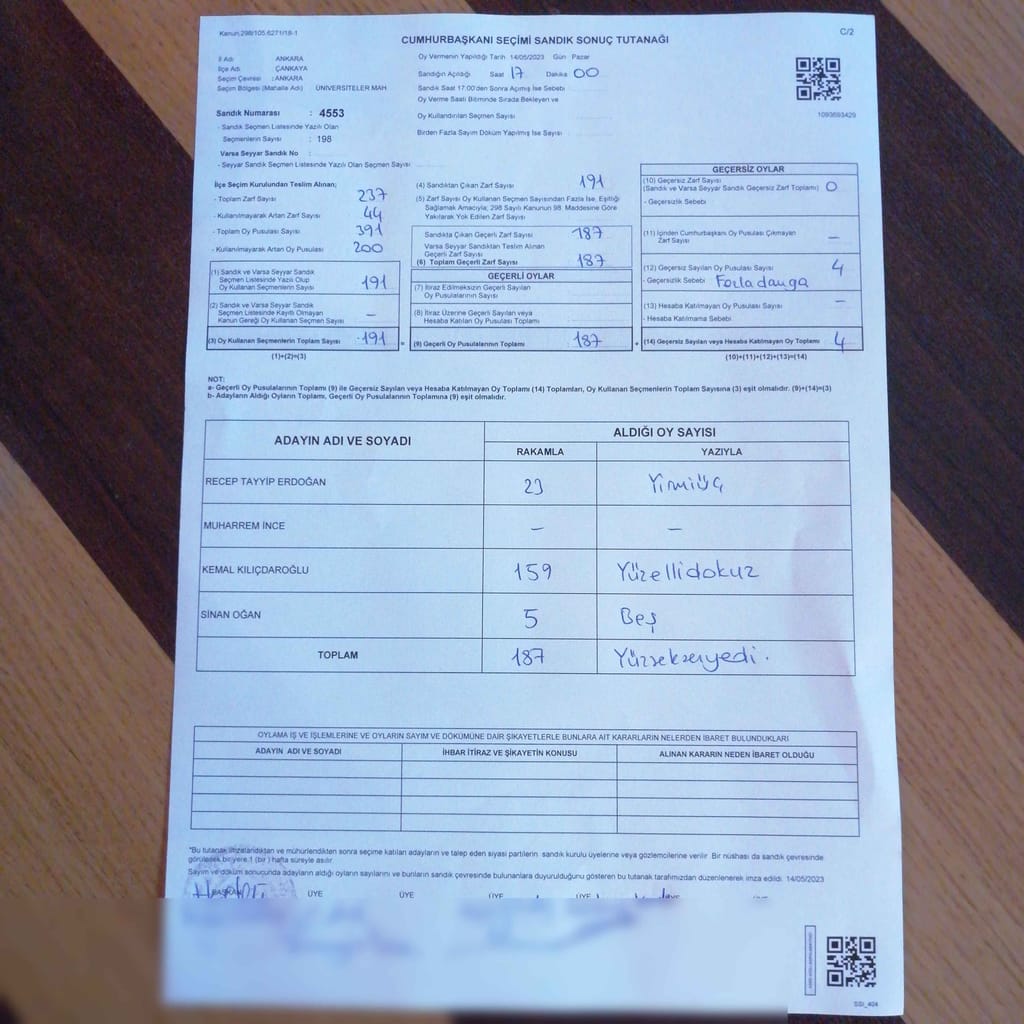 Kanun,298/105.6271/18-1
C/2
CUMHURBAŞKANI SEÇİMİ SANDIK SONUÇ TUTANAĞI
İl Adı ANKARA
İlçe Adı ÇANKAYA
Seçim Çevresi : ANKARA
Seçim Bölgesi (Mahalle Adı) ÜNİVERSİTELER MAH
Oy Vermenin Yapıldığı Tarih 14/05/2023 Gün Pazar
Sandığın Açıldığı Saat 17 Dakika 00
Sandık Saat 17.00'den Sonra Açımış İse Sebebi
Oy Verme Saati Bitiminde Sırada Bekleyen ve
Oy Kullandırılan Seçmen Sayısı
Birden Fazla Sayım Döküm Yapılmış İse Sayısı
1093693429
Sandık Numarası : 4553
- Sandık Seçmen Listesinde Yazılı Olan
Seçmenlerin Sayısı : 198
Varsa Seyyar Sandık No :
- Seyyar Sandık Seçmen Listesinde Yazılı Olan Seçmen Sayısı
İlçe Seçim Kurulundan Teslim Alınan;
- Toplam Zarf Sayısı 237
- Kullanılmayarak Artan Zarf Sayısı 44
- Toplam Oy Pusulası Sayısı 391
- Kullanılmayarak Artan Oy Pusulası 200
(1) Sandık ve Varsa Seyyar Sandık
Seçmen Listesinde Yazılı Olup
Oy Kullanan Seçmenlerin Sayısı 191
(2) Sandık ve Varsa Seyyar Sandık
Seçmen Listesinde Kayıtlı Olmayan
Kanun Gereği Oy Kullanan Seçmen Sayısı –
(3) Oy Kullanan Seçmenlerin Toplam Sayısı 191 =
(1)+(2)=(3)
(4) Sandıktan Çıkan Zarf Sayısı 191
(5) Zarf Sayısı Oy Kullanan Seçmen Sayısından Fazla İse, Eşitliği
Sağlamak Amacıyla; 298 Sayılı Kanunun 98. Maddesine Göre
Yakılarak Yok Edilen Zarf Sayısı
Sandıkta Çıkan Geçerli Zarf Sayısı 187
Varsa Seyyar Sandıktan Teslim Alınan
Geçerli Zarf Sayısı
(6) Toplam Geçerli Zarf Sayısı 187
GEÇERLİ OYLAR
(7) İtiraz Edilmeksizin Geçerli Sayılan
Oy Pusulalarının Sayısı
(8) İtiraz Üzerine Geçerli Sayılan veya
Hesaba Katılan Oy Pusulası Toplamı
(9) Geçerli Oy Pusulalarının Toplamı 187 +
GEÇERSİZ OYLAR
(10) Geçersiz Zarf Sayısı
(Sandık ve Varsa Seyyar Sandık Geçersiz Zarf Toplamı) 0
- Geçersizlik Sebebi
(11) İçinden Cumhurbaşkanı Oy Pusulası Çıkmayan
Zarf Sayısı –
(12) Geçersiz Sayılan Oy Pusulası Sayısı 4
- Geçersizlik Sebebi Fazla damga
(13) Hesaba Katılmayan Oy Pusulası Sayısı –
- Hesaba Katılmama Sebebi
(14) Geçersiz Sayılan veya Hesaba Katılmayan Oy Toplamı 4
(10)+(11)+(12)+(13)=(14)
NOT:
a- Geçerli Oy Pusulalarının Toplamı (9) ile Geçersiz Sayılan veya Hesaba Katılmayan Oy Toplamı (14) Toplamları, Oy Kullanan Seçmenlerin Toplam Sayısına (3) eşit olmalıdır. (9)+(14)=(3)
b- Adayların Aldığı Oyların Toplamı, Geçerli Oy Pusulalarının Toplamına (9) eşit olmalıdır.
ADAYIN ADI VE SOYADI ALDIĞI OY SAYISI
RAKAMLA YAZIYLA
RECEP TAYYİP ERDOĞAN 23 Yirmiüç
MUHARREM İNCE – –
KEMAL KILIÇDAROĞLU 159 Yüzellidokuz
SİNAN OĞAN 5 Beş
TOPLAM 187 Yüzseksenyedi.
OYLAMA İŞ VE İŞLEMLERİNE VE OYLARIN SAYIM VE DÖKÜMÜNE DAİR ŞİKAYETLERLE BUNLARA AİT KARARLARIN NELERDEN İBARET BULUNDUKLARI
ADAYIN ADI VE SOYADI İHBAR İTİRAZ VE ŞİKAYETİN KONUSU ALINAN KARARIN NEDEN İBARET OLDUĞU
"Bu tutanak imzalandıktan ve mühürlendikten sonra seçime katılan adayların ve talep eden siyasi partilerin sandık kurulu üyelerine veya gözlemcilerine verilir. Bir nüshası da sandık çevresinde
görülecek bir yere 1 (bir) hafta süreyle asılır.
Sayım ve döküm sonucunda adayların aldığı oyların sayılarını ve bunların sandık çevresinde bulunanlara duyurulduğunu gösteren bu tutanak tarafımızdan düzenlenerek imza edildi. 14/05/2023
BAŞKAN ÜYE ÜYE ÜYE ÜYE ÜYE ÜYE
SSI_404